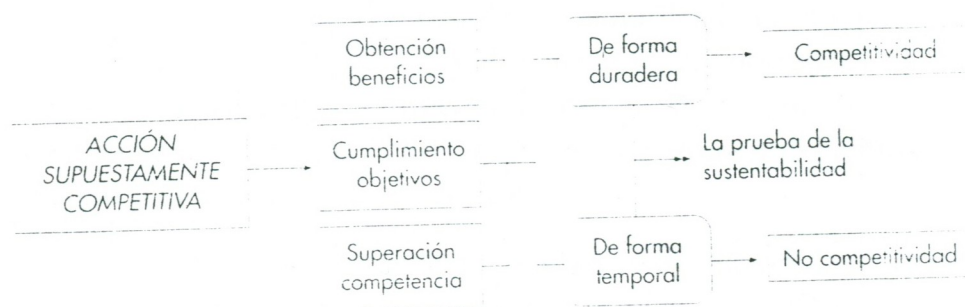 Obtención
beneficios
De forma
duradera
Competitividad
ACCIÓN
SUPUESTAMENTE
COMPETITIVA
Cumplimiento
objetivos
La prueba de la
sustentabilidad
Superación
competencia
De forma
temporal
No competitividad